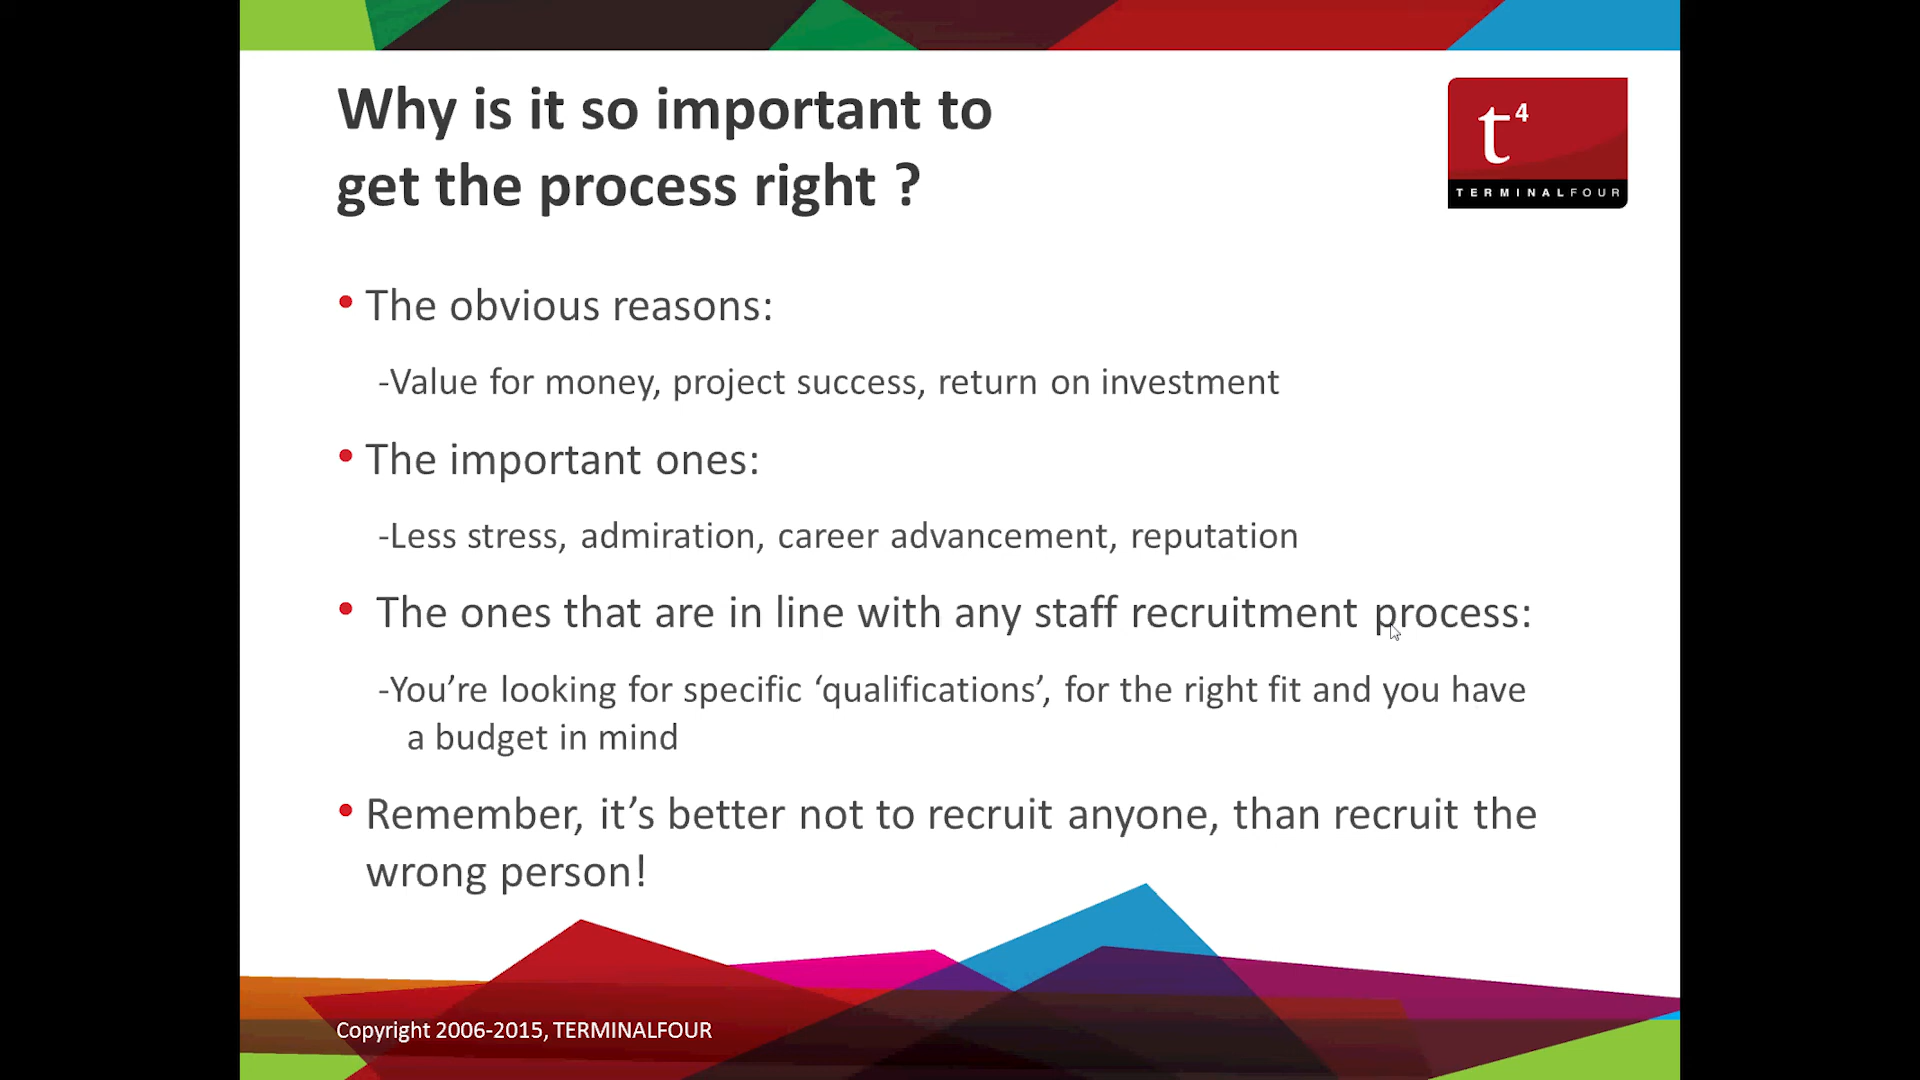 Why is it so important to
get the process right ?
t4
TERMINALFOUR
• The obvious reasons:
-Value for money, project success, return on investment
• The important ones:
-Less stress, admiration, career advancement, reputation
• The ones that are in line with any staff recruitment process:
-You’re looking for specific ‘qualifications’, for the right fit and you have
a budget in mind
• Remember, it’s better not to recruit anyone, than recruit the
wrong person!
Copyright 2006-2015, TERMINALFOUR